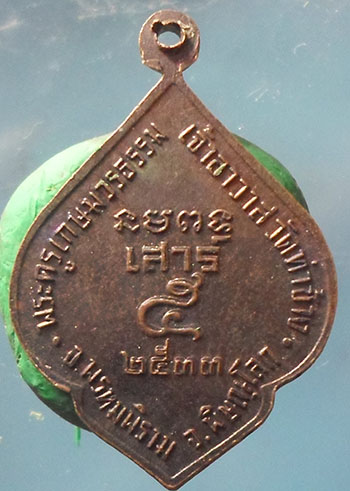 พระครูเกษมวรธรรม เจ้าอาวาส วัดท่าช้าง
เสาร์
๕
๒๕๓๓
• อ.พรหมพิราม จ.พิษณุโลก •